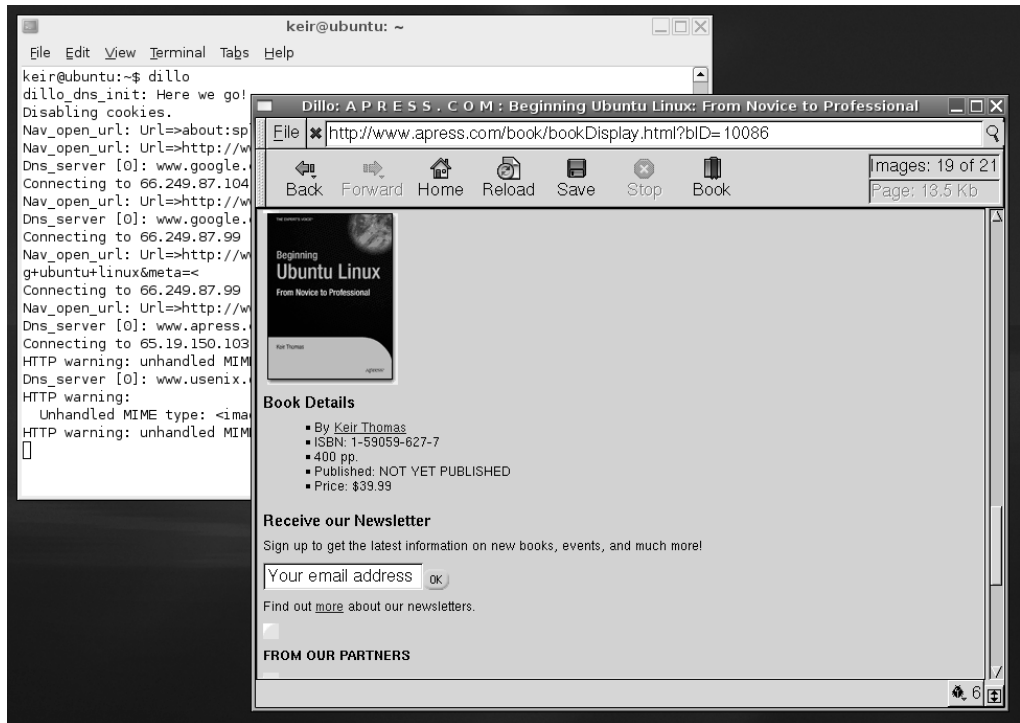 keir@ubuntu: ~
File Edit View Terminal Tabs Help
keir@ubuntu:~$ dillo
dillo_dns_init: Here we go!
Disabling cookies.
Nav_open_url: Url=>about:spl
Nav_open_url: Url=>http://w
Dns_server [0]: www.google.
Connecting to 66.249.87.104
Nav_open_url: Url=>http://w
Dns_server [0]: www.google.
Connecting to 66.249.87.99
Nav_open_url: Url=>http://w
g+ubuntu+linux&meta=<
Connecting to 66.249.87.99
Nav_open_url: Url=>http://w
Dns_server [0]: www.apress.
Connecting to 65.19.150.103
HTTP warning: unhandled MIME
Dns_server [0]: www.usenix.
HTTP warning:
Unhandled MIME type: <ima
HTTP warning: unhandled MIM
Dillo: A P R E S S . C O M : Beginning Ubuntu Linux: From Novice to Professional
File http://www.apress.com/book/bookDisplay.html?bID=10086
Back Forward Home Reload Save Stop Book
Images: 19 of 21
Page: 13.5 Kb
THE EXPERT'S VOICE
Beginning
Ubuntu Linux
From Novice to Professional
Keir Thomas
apress
Book Details
By Keir Thomas
ISBN: 1-59059-627-7
400 pp.
Published: NOT YET PUBLISHED
Price: $39.99
Receive our Newsletter
Sign up to get the latest information on new books, events, and much more!
Your email address OK
Find out more about our newsletters.
FROM OUR PARTNERS
6